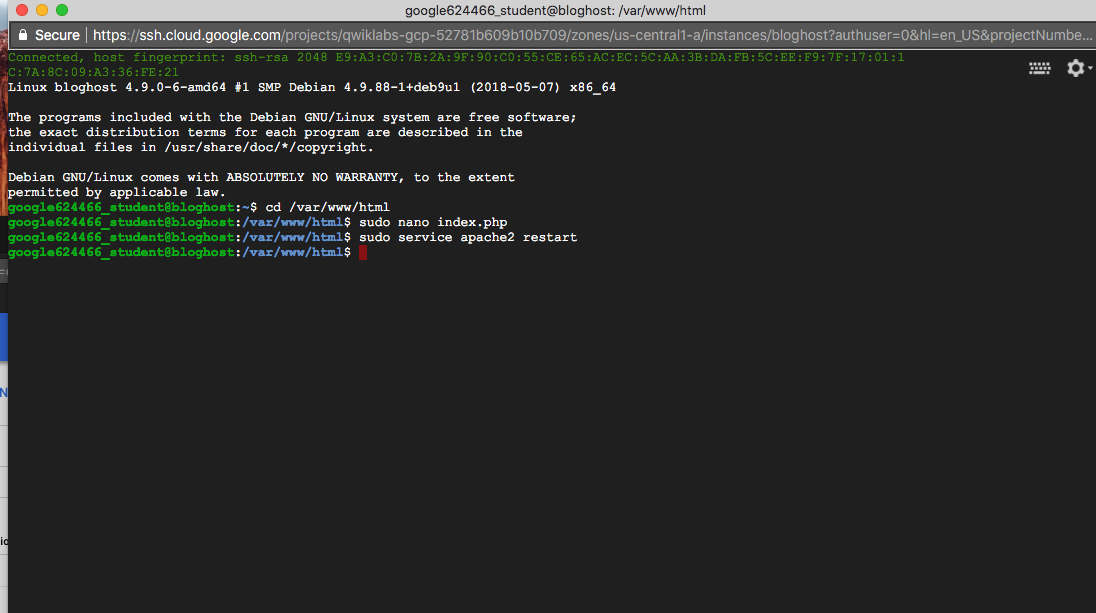 google624466_student@bloghost: /var/www/html
Secure | https://ssh.cloud.google.com/projects/qwiklabs-gcp-52781b609b10b709/zones/us-central1-a/instances/bloghost?authuser=0&hl=en_US&projectNumbe...
Connected, host fingerprint: ssh-rsa 2048 E9:A3:C0:7B:2A:9F:90:C0:55:CE:65:AC:EC:5C:AA:3B:DA:FB:5C:EE:F9:7F:17:01:1
C:7A:8C:09:A3:36:FE:21
Linux bloghost 4.9.0-6-amd64 #1 SMP Debian 4.9.88-1+deb9u1 (2018-05-07) x86_64
The programs included with the Debian GNU/Linux system are free software;
the exact distribution terms for each program are described in the
individual files in /usr/share/doc/*/copyright.
Debian GNU/Linux comes with ABSOLUTELY NO WARRANTY, to the extent
permitted by applicable law.
google624466_student@bloghost:~$ cd /var/www/html
google624466_student@bloghost:/var/www/html$ sudo nano index.php
google624466_student@bloghost:/var/www/html$ sudo service apache2 restart
google624466_student@bloghost:/var/www/html$